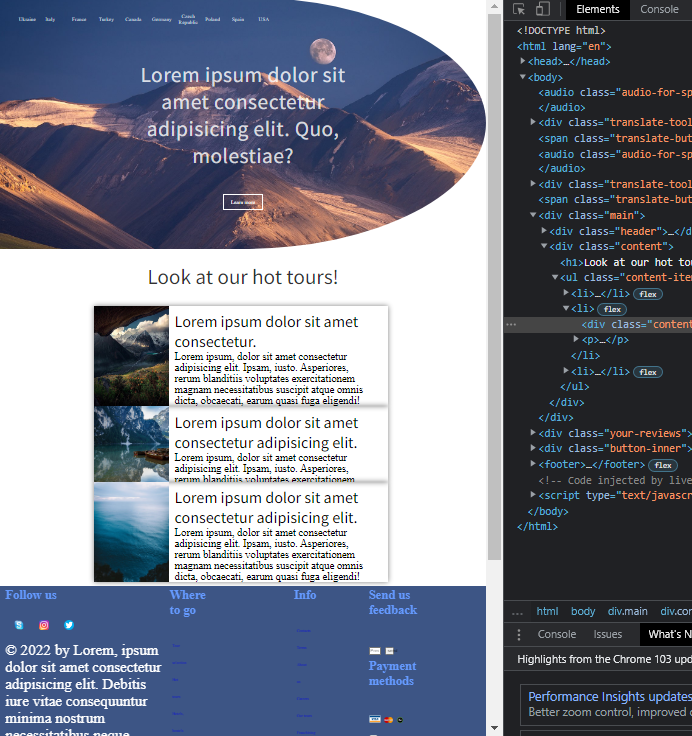 Ukraine Italy France Turkey Canada Germany Czech Republic Poland Spain USA
Lorem ipsum dolor sit
amet consectetur
adipisicing elit. Quo,
molestiae?
Learn more
Look at our hot tours!
Lorem ipsum dolor sit amet
consectetur.
Lorem ipsum, dolor sit amet consectetur
adipisicing elit. Ipsam, iusto. Asperiores,
rerum blanditiis voluptates exercitationem
magnam necessitatibus suscipit atque omnis
dicta, obcaecati, earum quasi fuga eligendi!
Lorem ipsum dolor sit amet
consectetur adipisicing elit.
Lorem ipsum, dolor sit amet consectetur
adipisicing elit. Ipsam, iusto. Asperiores,
rerum blanditiis voluptates exercitationem
Lorem ipsum dolor sit amet
consectetur adipisicing elit.
Lorem ipsum, dolor sit amet consectetur
adipisicing elit. Ipsam, iusto. Asperiores,
rerum blanditiis voluptates exercitationem
magnam necessitatibus suscipit atque omnis
dicta, obcaecati, earum quasi fuga eligendi!
Follow us
© 2022 by Lorem, ipsum
dolor sit amet consectetur
adipisicing elit. Debitis
iure vitae consequuntur
minima nostrum
necessitatibus neque
Where
to go
Info
Send us
feedback
Payment
methods
Elements Console
<!DOCTYPE html>
<html lang="en">
<head>…</head>
<body>
<audio class="audio-for-sp
</audio>
<div class="translate-tool
<span class="translate-but
<audio class="audio-for-sp
</audio>
<div class="translate-tool
<span class="translate-but
<div class="main">
<div class="header">…</d
<div class="content">
<h1>Look at our hot tou
<ul class="content-item
<li>…</li> flex
<li> flex
<div class="content
<p>…</p>
</li>
<li>…</li> flex
</ul>
</div>
</div>
<div class="your-reviews">
<div class="button-inner">
<footer>…</footer> flex
<!-- Code injected by live
<script type="text/javascr
</body>
</html>
… html body div.main div.con
Console Issues What's N
Highlights from the Chrome 103 upd
Performance Insights updates
Better zoom control, improved c